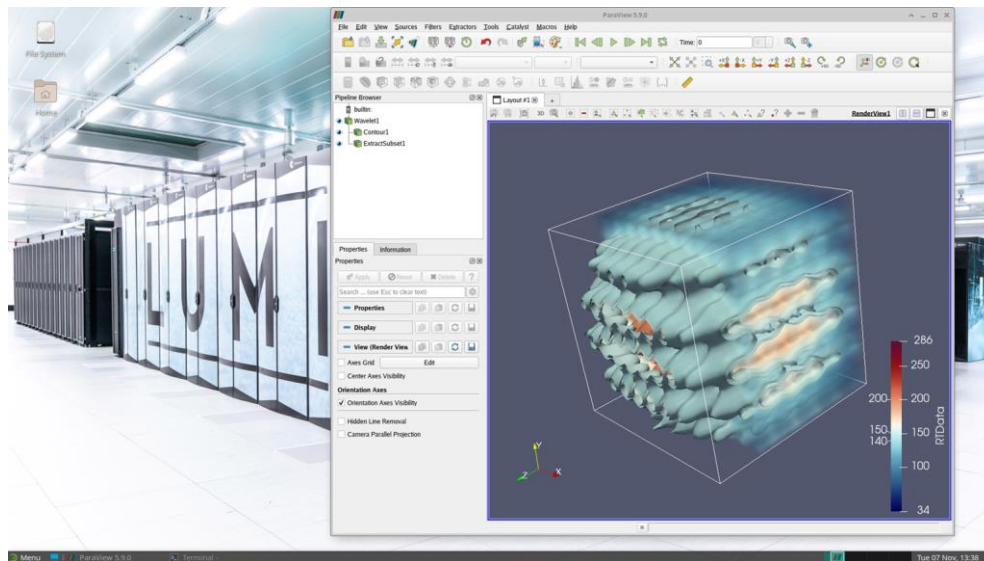 ParaView 5.9.0
File Edit View Sources Filters Extractors Tools Catalyst Macros Help
File System
Time: 0
Home
Pipeline Browser
Layout #1
builtin:
3D
RenderView1
Wavelet1
Contour1
ExtractSubset1
LUMI
Properties Information
Properties
Apply Reset Delete ?
Search ... (use Esc to clear text)
Properties
Display
View (Render View
Axes Grid Edit
Center Axes Visibility
Orientation Axes
Orientation Axes Visibility
Hidden Line Removal
Camera Parallel Projection
286
250
200 200
150 150
140
100
34
RTData
Y
Z X
Menu ParaView 5.9.0 Terminal - Tue 07 Nov, 13:38